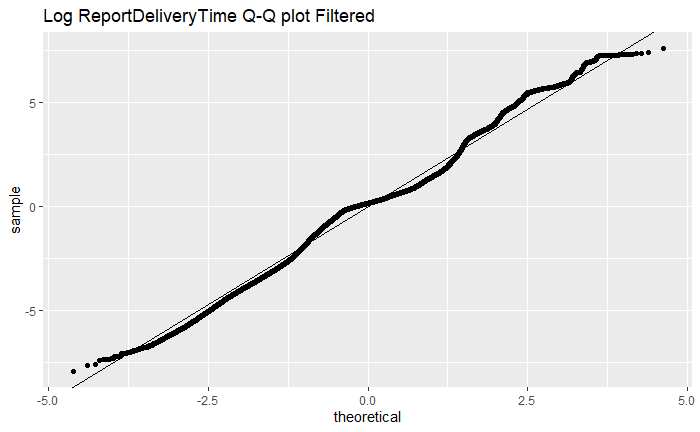 Log ReportDeliveryTime Q-Q plot Filtered
sample
5
0
-5
-5.0 -2.5 0.0 2.5 5.0
theoretical